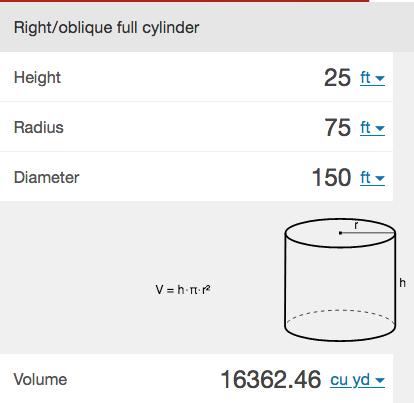 Right/oblique full cylinder
Height 25 ft
Radius 75 ft
Diameter 150 ft
r
V = h·π·r²
h
Volume 16362.46 cu yd